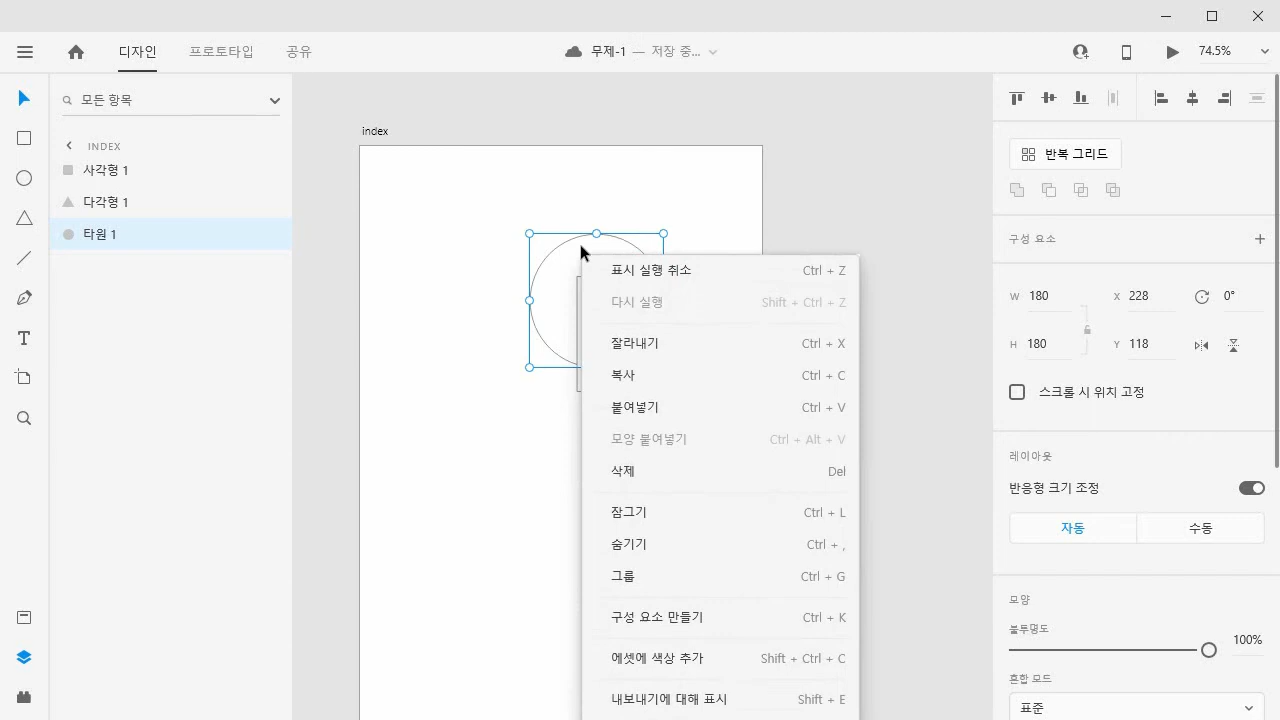 디자인 프로토타입 공유 무제-1 — 저장 중... 74.5%
모든 항목
INDEX
사각형 1
다각형 1
타원 1
index
표시 실행 취소 Ctrl + Z
다시 실행 Shift + Ctrl + Z
잘라내기 Ctrl + X
복사 Ctrl + C
붙여넣기 Ctrl + V
모양 붙여넣기 Ctrl + Alt + V
삭제 Del
잠그기 Ctrl + L
숨기기 Ctrl + ,
그룹 Ctrl + G
구성 요소 만들기 Ctrl + K
에셋에 색상 추가 Shift + Ctrl + C
내보내기에 대해 표시 Shift + E
반복 그리드
구성 요소
W 180 X 228 0°
H 180 Y 118
스크롤 시 위치 고정
레이아웃
반응형 크기 조정
자동 수동
모양
불투명도
100%
혼합 모드
표준